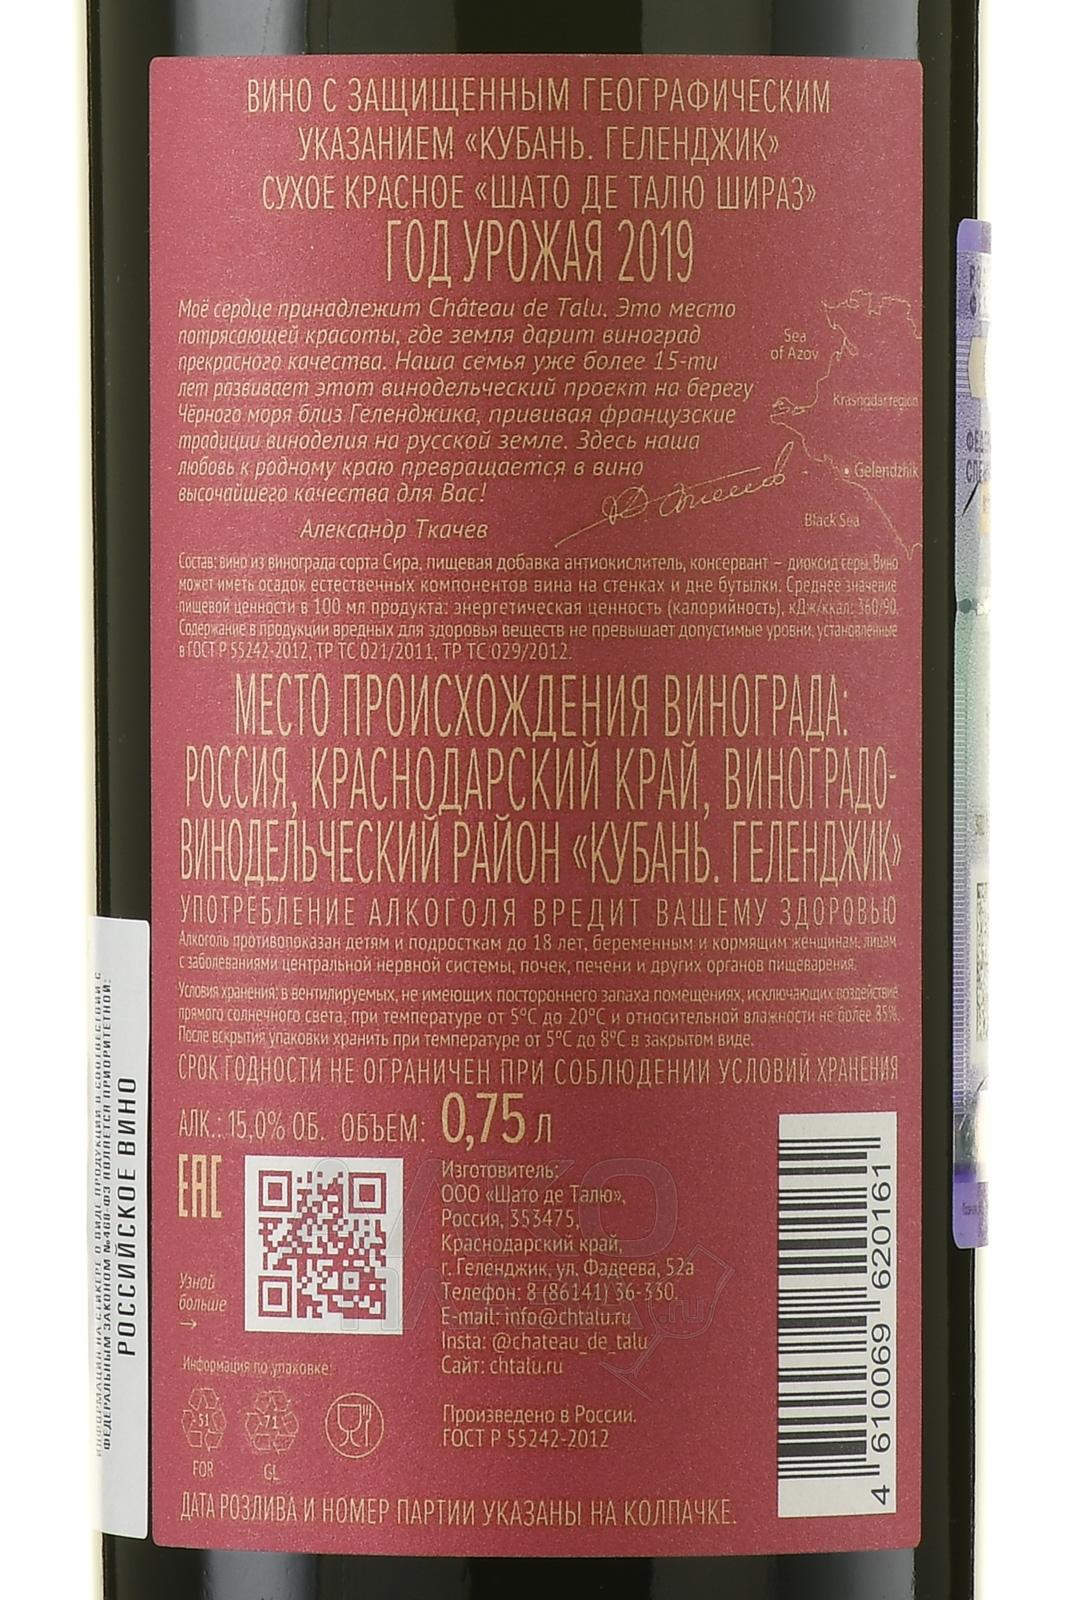 ВИНО С ЗАЩИЩЕННЫМ ГЕОГРАФИЧЕСКИМ
УКАЗАНИЕМ «КУБАНЬ. ГЕЛЕНДЖИК»
СУХОЕ КРАСНОЕ «ШАТО ДЕ ТАЛЮ ШИРАЗ»
ГОД УРОЖАЯ 2019
Моё сердце принадлежит Château de Talu. Это место
потрясающей красоты, где земля дарит виноград
прекрасного качества. Наша семья уже более 15-ти
лет развивает этот винодельческий проект на берегу
Чёрного моря близ Геленджика, прививая французские
традиции виноделия на русской земле. Здесь наша
любовь к родному краю превращается в вино
высочайшего качества для Вас!
Александр Ткачев
Sea
of Azov
Krasnodar region
Gelendzhik
Black Sea
Состав: вино из винограда сорта Сира, пищевая добавка антиокислитель, консервант – диоксид серы. Вино
может иметь осадок естественных компонентов вина на стенках и дне бутылки. Среднее значение
пищевой ценности в 100 мл продукта: энергетическая ценность (калорийность), кДж/ккал: 360/90.
Содержание в продукции вредных для здоровья веществ не превышает допустимые уровни, установленные
в ГОСТ Р 55242-2012, ТР ТС 021/2011, ТР ТС 029/2012.
МЕСТО ПРОИСХОЖДЕНИЯ ВИНОГРАДА:
РОССИЯ, КРАСНОДАРСКИЙ КРАЙ, ВИНОГРАДО-
ВИНОДЕЛЬЧЕСКИЙ РАЙОН «КУБАНЬ. ГЕЛЕНДЖИК»
УПОТРЕБЛЕНИЕ АЛКОГОЛЯ ВРЕДИТ ВАШЕМУ ЗДОРОВЬЮ
Алкоголь противопоказан детям и подросткам до 18 лет, беременным и кормящим женщинам, лицам
с заболеваниями центральной нервной системы, почек, печени и других органов пищеварения.
Условия хранения: в вентилируемых, не имеющих постороннего запаха помещениях, исключающих воздействие
прямого солнечного света, при температуре от 5°С до 20°С и относительной влажности не более 85%.
После вскрытия упаковки хранить при температуре от 5°С до 8°С в закрытом виде.
СРОК ГОДНОСТИ НЕ ОГРАНИЧЕН ПРИ СОБЛЮДЕНИИ УСЛОВИЙ ХРАНЕНИЯ
АЛК.: 15,0% ОБ. ОБЪЕМ: 0,75 л
EAC
Узнай
больше
→
Изготовитель:
ООО «Шато де Талю»,
Россия, 353475,
Краснодарский край,
г. Геленджик, ул. Фадеева, 52а
Телефон: 8 (86141) 36-330.
E-mail: info@chtalu.ru
Insta: @chateau_de_talu
Сайт: chtalu.ru
Информация по упаковке:
51
FOR
71
GL
Произведено в России.
ГОСТ Р 55242-2012
ДАТА РОЗЛИВА И НОМЕР ПАРТИИ УКАЗАНЫ НА КОЛПАЧКЕ.
4 610069 620161
ИНФОРМАЦИЯ НА СТИКЕРЕ О ВИДЕ ПРОДУКЦИИ В СООТВЕТСТВИИ С
ФЕДЕРАЛЬНЫМ ЗАКОНОМ №468-ФЗ ЯВЛЯЕТСЯ ПРИОРИТЕТНОЙ:
РОССИЙСКОЕ ВИНО